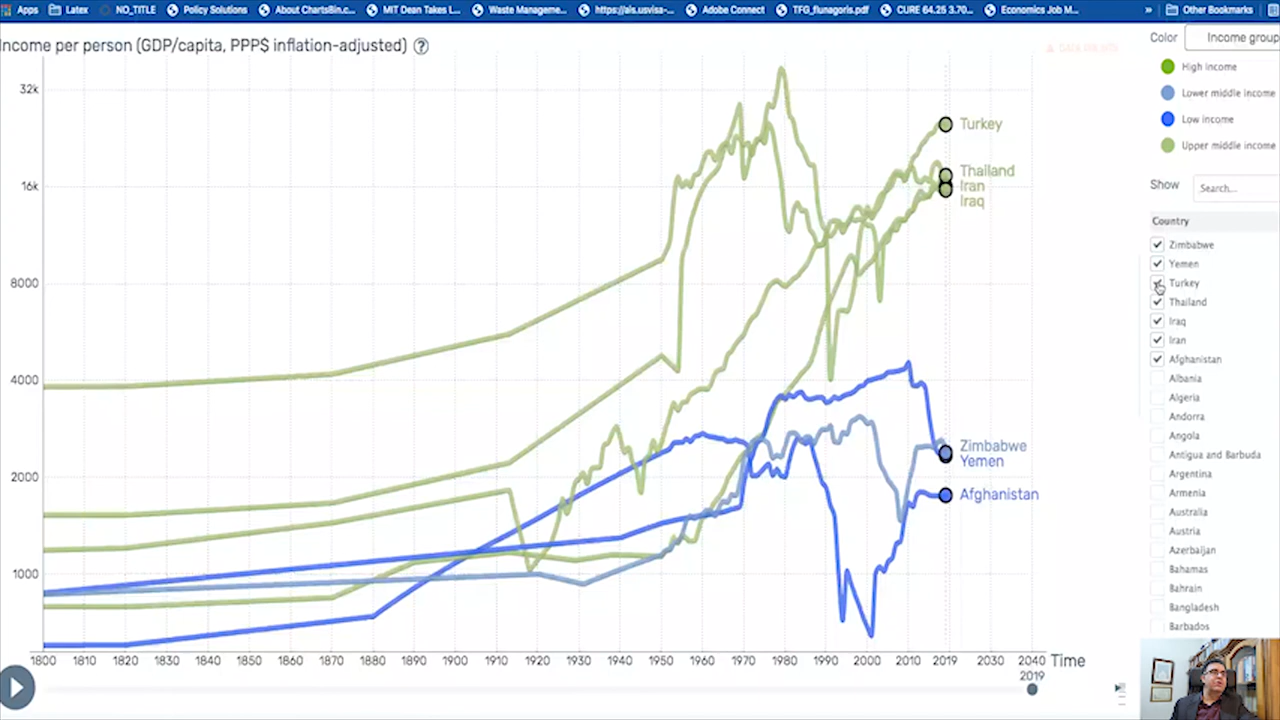 Apps Latex NO_TITLE Policy Solutions About ChartsBin.c... MIT Dean Takes L... Waste Manageme... https://ais.usvisa-... Adobe Connect TFG_flunagoris.pdf CURE 64.25 3.70... Economics Job M... » Other Bookmarks
Income per person (GDP/capita, PPP$ inflation-adjusted) ?
Color Income group
High income
Lower middle income
Low income
Upper middle income
Show Search...
Country
Zimbabwe
Yemen
Turkey
Thailand
Iraq
Iran
Afghanistan
Albania
Algeria
Andorra
Angola
Antigua and Barbuda
Argentina
Armenia
Australia
Austria
Azerbaijan
Bahamas
Bahrain
Bangladesh
Barbados
32k
16k
8000
4000
2000
1000
Turkey
Thailand
Iran
Iraq
Zimbabwe
Yemen
Afghanistan
1800 1810 1820 1830 1840 1850 1860 1870 1880 1890 1900 1910 1920 1930 1940 1950 1960 1970 1980 1990 2000 2010 2019 2030 2040 Time
2019